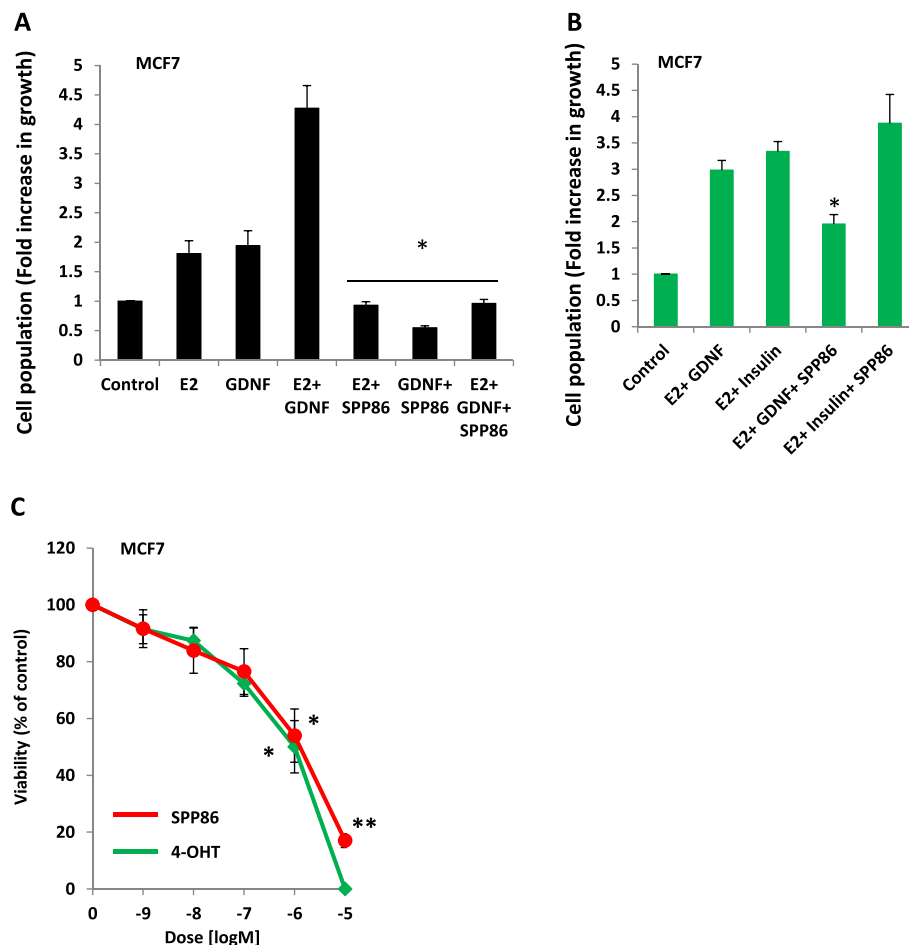 A
Cell population (Fold increase in growth)
MCF7
5
4.5
4
3.5
3
2.5
2
1.5
1
0.5
0
*
Control
E2
GDNF
E2+
GDNF
E2+
SPP86
GDNF+
SPP86
E2+
GDNF+
SPP86
B
Cell population (Fold increase in growth)
MCF7
5
4.5
4
3.5
3
2.5
2
1.5
1
0.5
0
*
Control
E2+ GDNF
E2+ Insulin
E2+ GDNF+ SPP86
E2+ Insulin+ SPP86
C
Viability (% of control)
MCF7
120
100
80
60
40
20
0
*
*
**
SPP86
4-OHT
0 -9 -8 -7 -6 -5
Dose [logM]